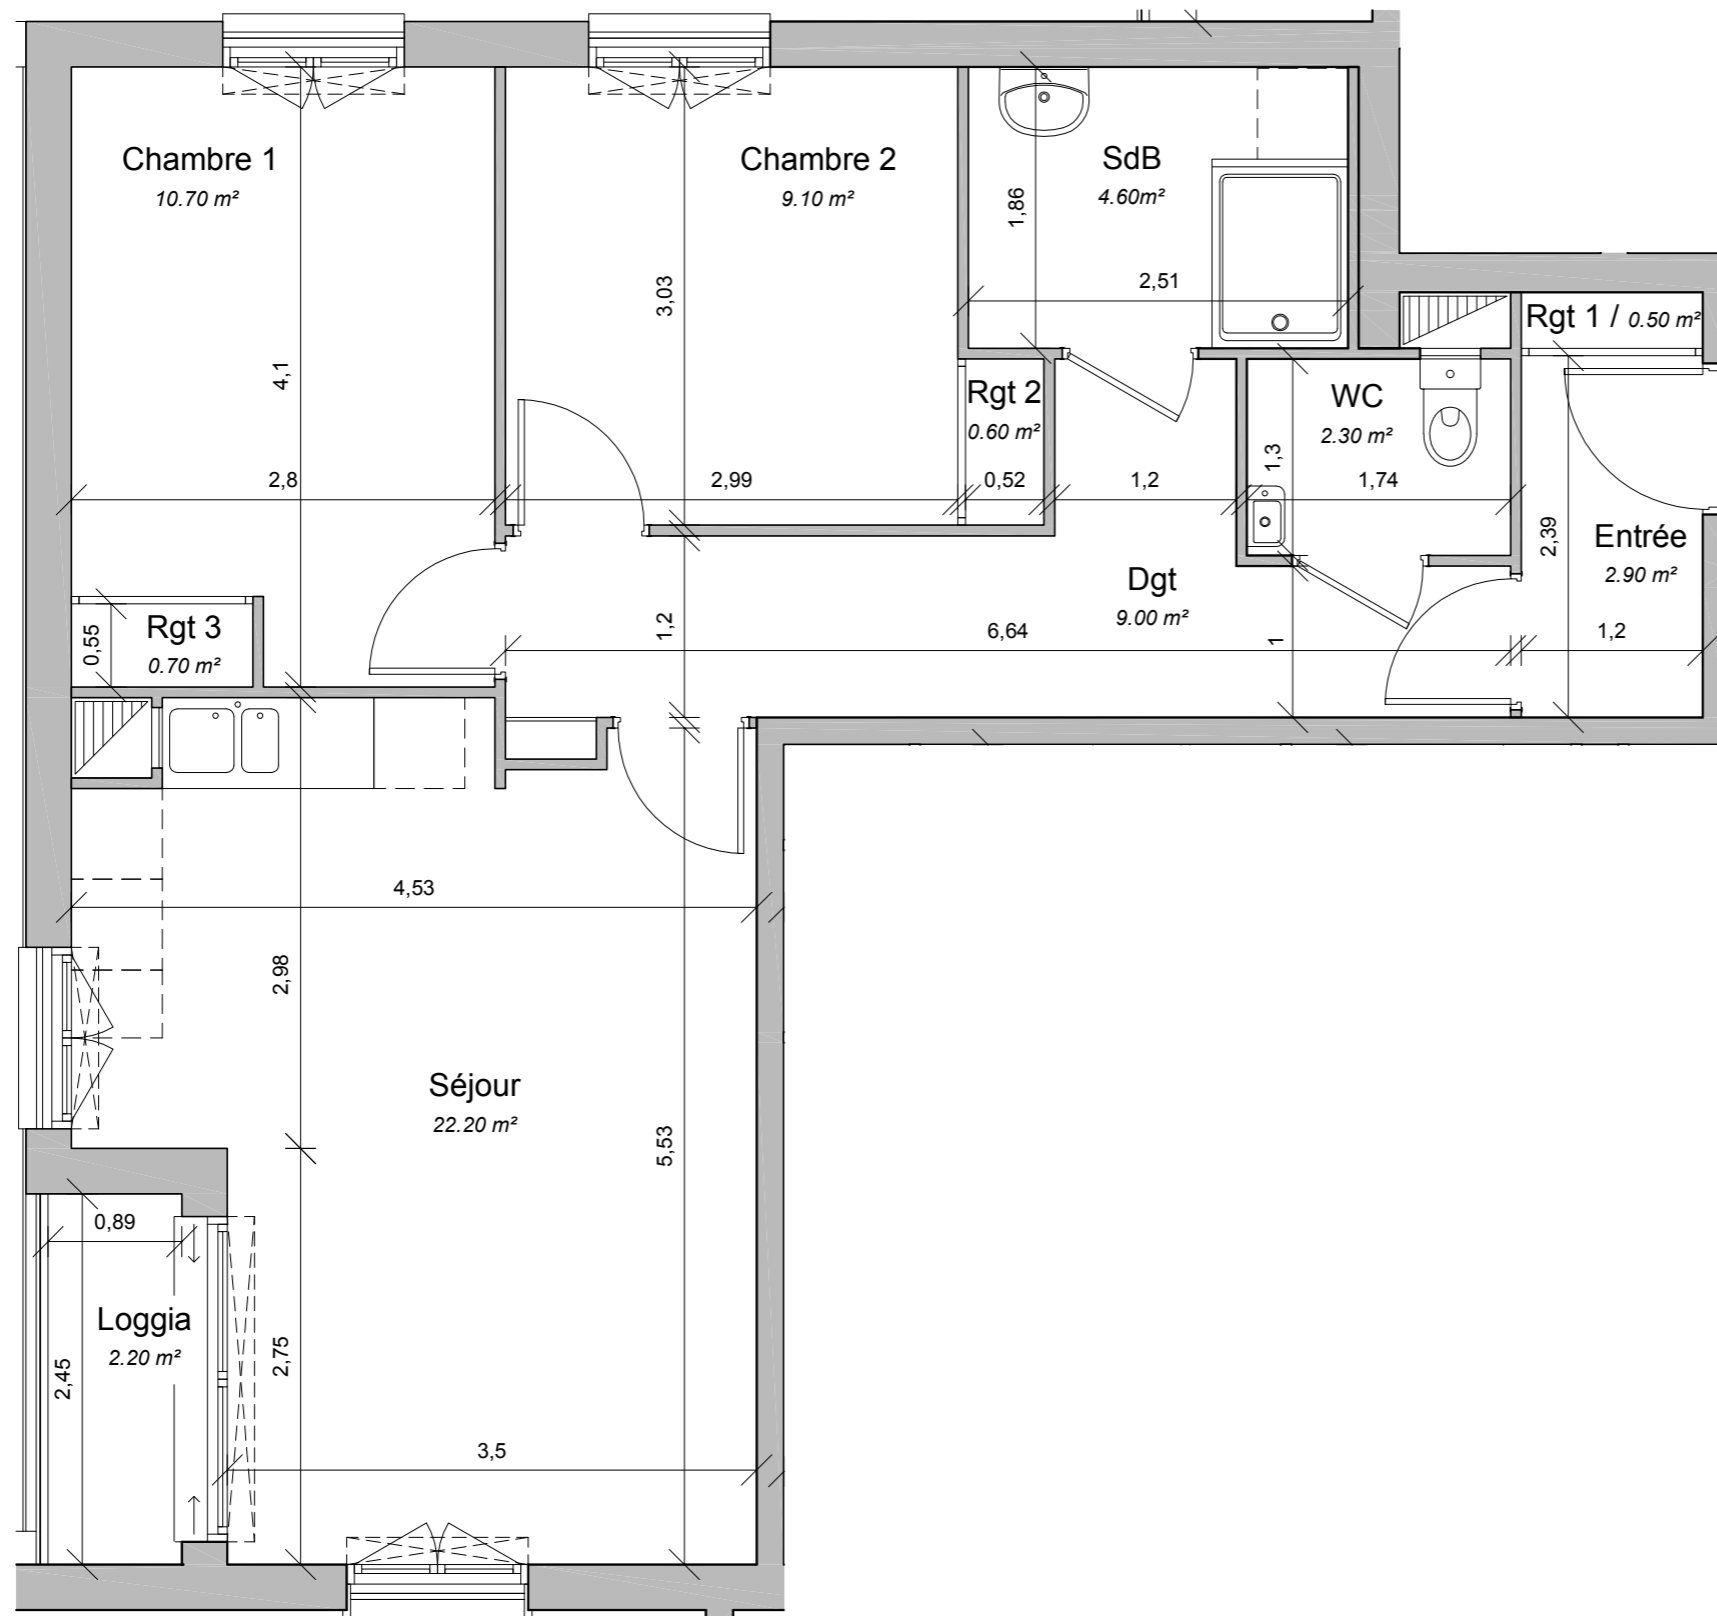 Chambre 1
10.70 m²
Chambre 2
9.10 m²
SdB
4.60m²
1,86
2,51
3,03
4,1
Rgt 1 / 0.50 m²
Rgt 2
0.60 m²
WC
2.30 m²
1,3
2,8
2,99
0,52
1,2
1,74
2,39
Entrée
2.90 m²
Dgt
9.00 m²
Rgt 3
0.70 m²
0,55
1,2
6,64
1
1,2
4,53
2,98
Séjour
22.20 m²
5,53
0,89
Loggia
2.20 m²
2,45
2,75
3,5